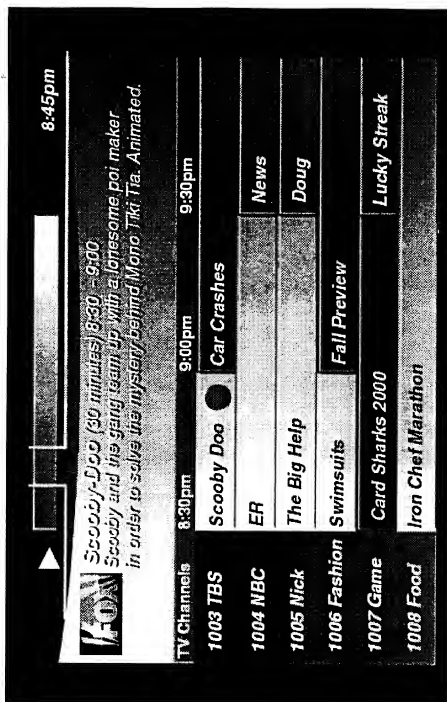 8:45pm
FOX
Scooby-Doo (30 minutes) 8:30 - 9:00
Scooby and the gang team up with a lonesome poi maker
in order to solve the mystery behind Mono Tiki Tia. Animated.
TV Channels 8:30pm 9:00pm 9:30pm
1003 TBS Scooby Doo Car Crashes
1004 NBC ER News
1005 Nick The Big Help Doug
1006 Fashion Swimsuits Fall Preview
1007 Game Card Sharks 2000 Lucky Streak
1008 Food Iron Chef Marathon